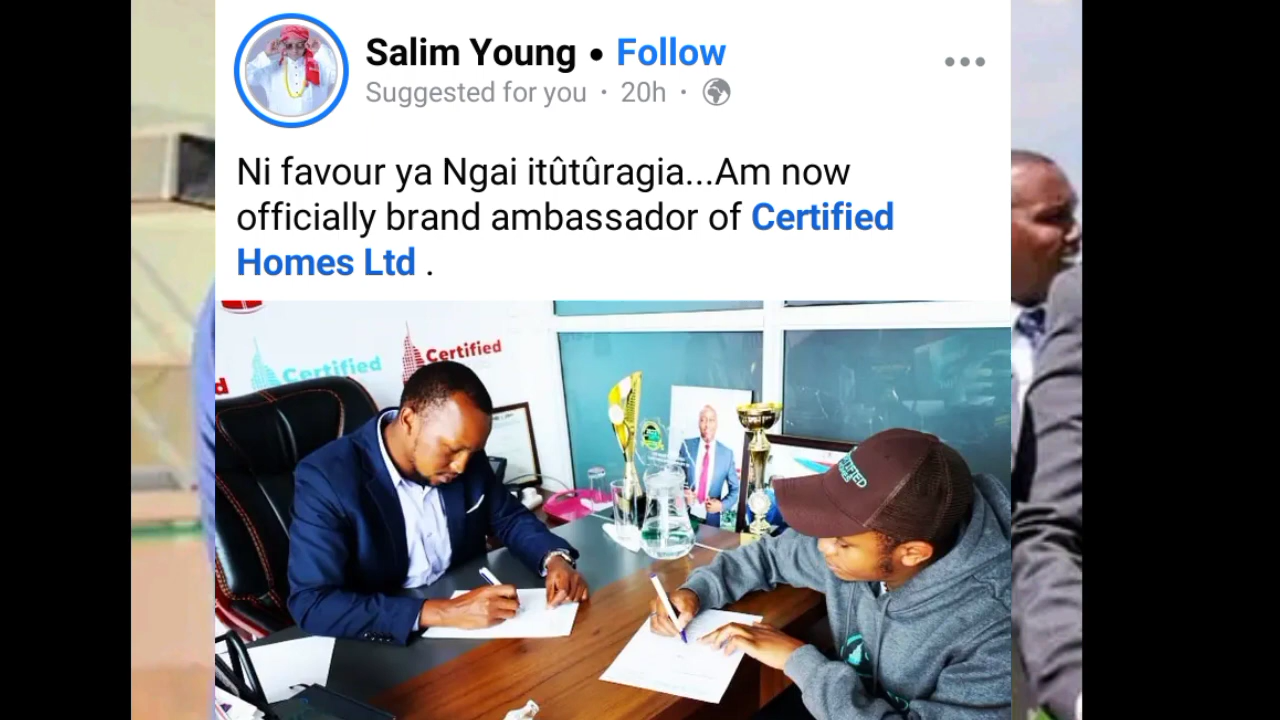 Salim Young • Follow
Suggested for you · 20h ·
Ni favour ya Ngai itûtûragia...Am now
officially brand ambassador of Certified
Homes Ltd .
Certified
Certified
d
CERTIFIED